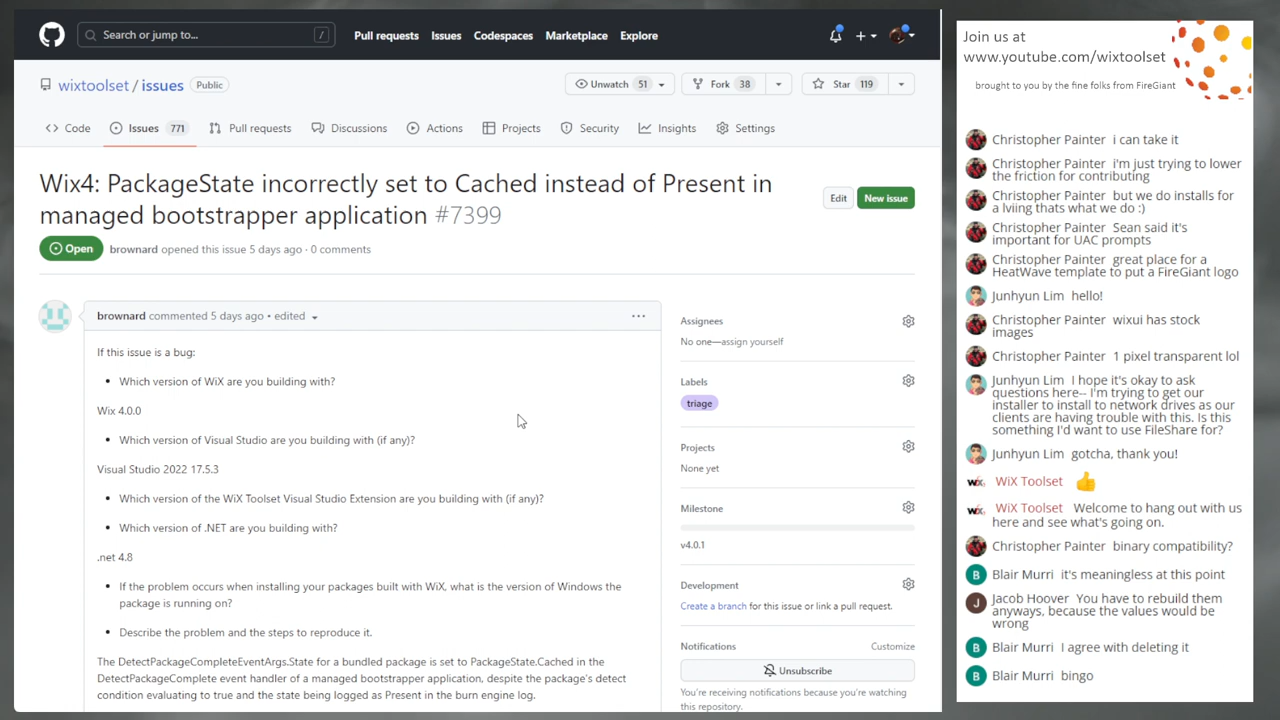 Search or jump to...
/
Pull requests
Issues
Codespaces
Marketplace
Explore
wixtoolset / issues
Public
Unwatch 51
Fork 38
Star 119
Code
Issues 771
Pull requests
Discussions
Actions
Projects
Security
Insights
Settings
Wix4: PackageState incorrectly set to Cached instead of Present in
managed bootstrapper application #7399
Edit
New issue
Open
brownard opened this issue 5 days ago · 0 comments
brownard commented 5 days ago • edited
If this issue is a bug:
• Which version of WiX are you building with?
Wix 4.0.0
• Which version of Visual Studio are you building with (if any)?
Visual Studio 2022 17.5.3
• Which version of the WiX Toolset Visual Studio Extension are you building with (if any)?
• Which version of .NET are you building with?
.net 4.8
• If the problem occurs when installing your packages built with WiX, what is the version of Windows the
package is running on?
• Describe the problem and the steps to reproduce it.
The DetectPackageCompleteEventArgs.State for a bundled package is set to PackageState.Cached in the
DetectPackageComplete event handler of a managed bootstrapper application, despite the package's detect
condition evaluating to true and the state being logged as Present in the burn engine log.
Assignees
No one—assign yourself
Labels
triage
Projects
None yet
Milestone
v4.0.1
Development
Create a branch for this issue or link a pull request.
Notifications
Customize
Unsubscribe
You're receiving notifications because you're watching
this repository.
Join us at
www.youtube.com/wixtoolset
brought to you by the fine folks from FireGiant
Christopher Painter i can take it
Christopher Painter i'm just trying to lower
the friction for contributing
Christopher Painter but we do installs for
a lviing thats what we do :)
Christopher Painter Sean said it's
important for UAC prompts
Christopher Painter great place for a
HeatWave template to put a FireGiant logo
Junhyun Lim hello!
Christopher Painter wixui has stock
images
Christopher Painter 1 pixel transparent lol
Junhyun Lim I hope it's okay to ask
questions here-- I'm trying to get our
installer to install to network drives as our
clients are having trouble with this. Is this
something I'd want to use FileShare for?
Junhyun Lim gotcha, thank you!
WiX Toolset 👍
WiX Toolset Welcome to hang out with us
here and see what's going on.
Christopher Painter binary compatibility?
B Blair Murri it's meaningless at this point
J Jacob Hoover You have to rebuild them
anyways, because the values would be
wrong
B Blair Murri I agree with deleting it
B Blair Murri bingo